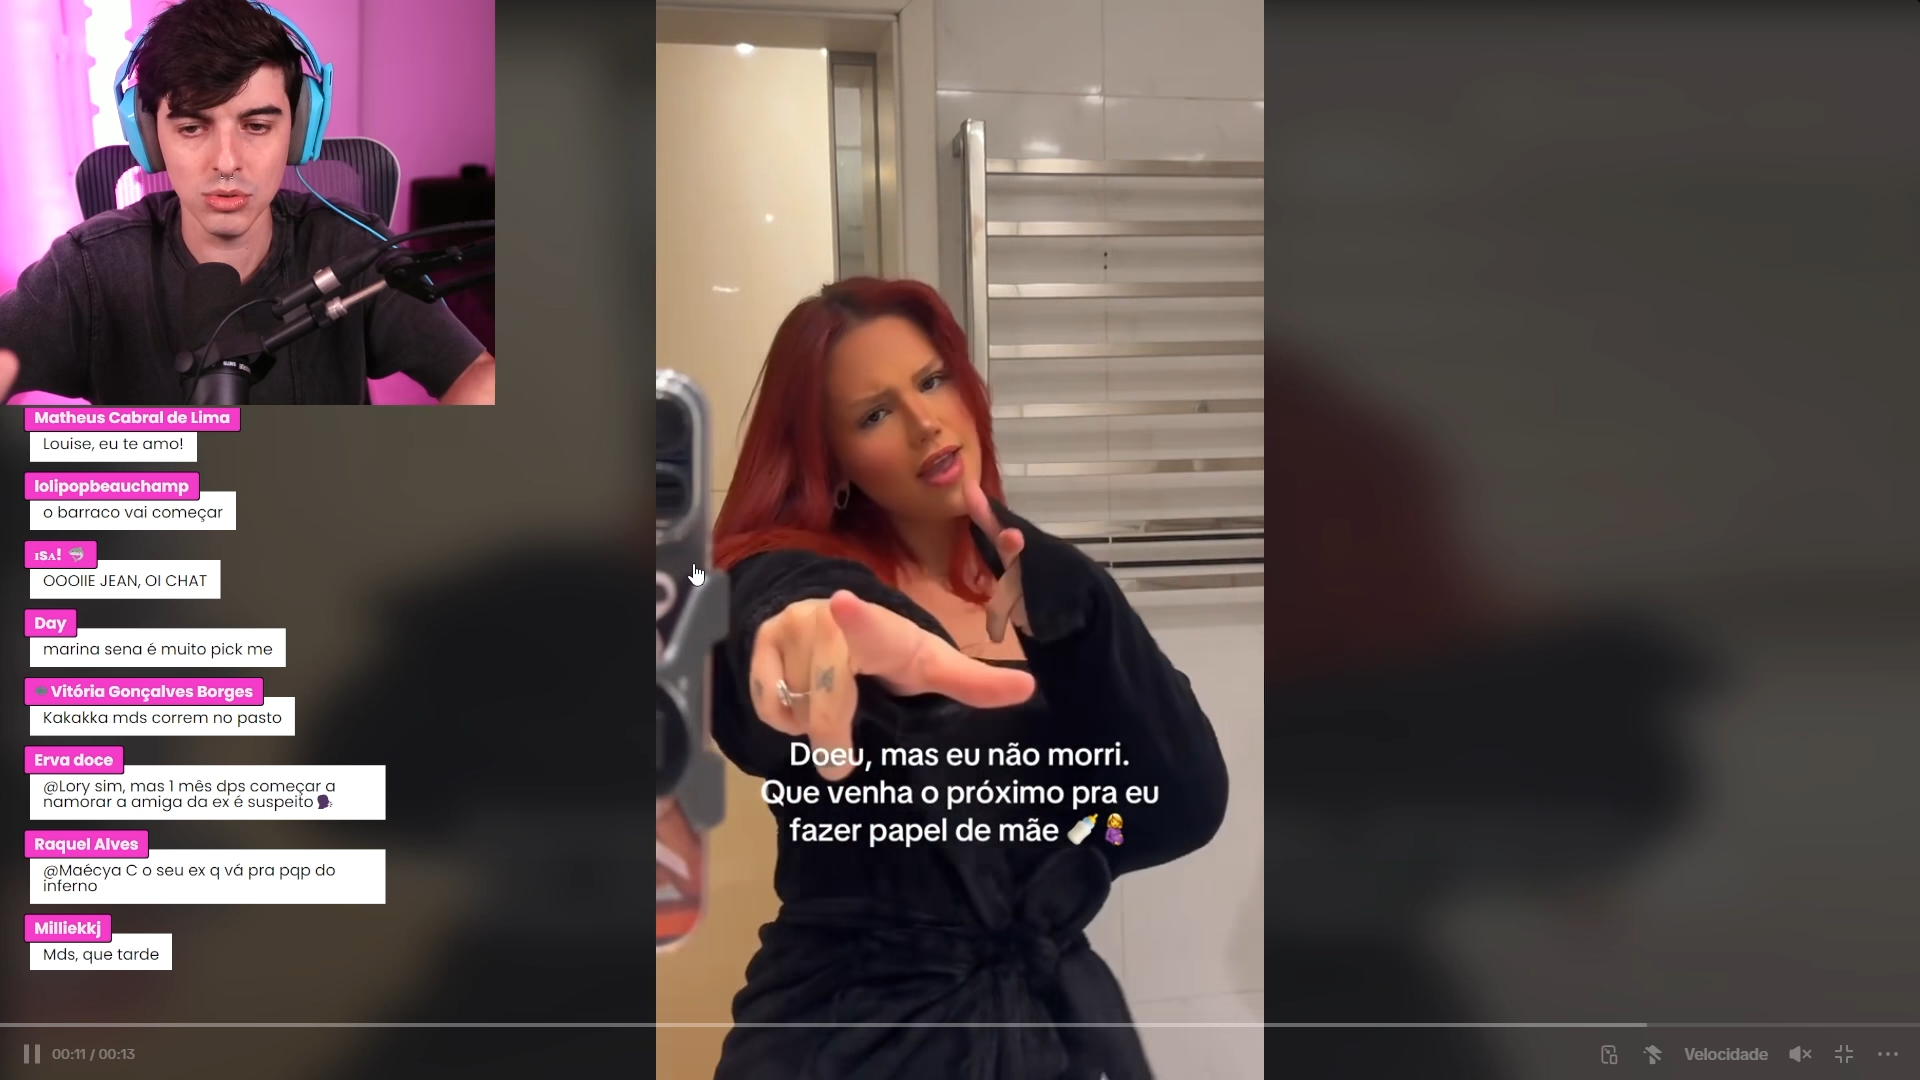 Matheus Cabral de Lima
Louise, eu te amo!
lolipopbeauchamp
o barraco vai começar
ɪsᴀ!
OOOIIE JEAN, OI CHAT
Day
marina sena é muito pick me
Vitória Gonçalves Borges
Kakakka mds correm no pasto
Erva doce
@Lory sim, mas 1 mês dps começar a
namorar a amiga da ex é suspeito🗣
Raquel Alves
@Maécya C o seu ex q vá pra pqp do
inferno
Milliekkj
Mds, que tarde
Doeu, mas eu não morri.
Que venha o próximo pra eu
fazer papel de mãe 🍼🤰
00:11 / 00:13
Velocidade